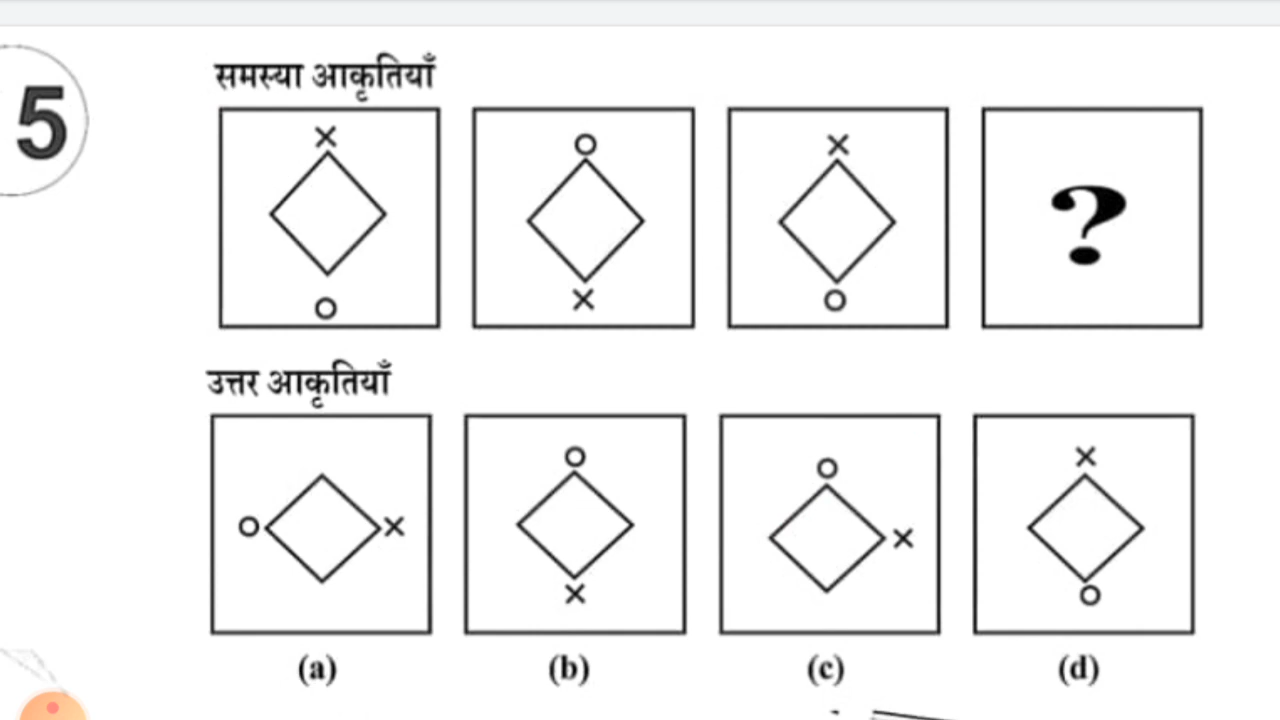 5
समस्या आकृतियाँ
?
उत्तर आकृतियाँ
(a) (b) (c) (d)